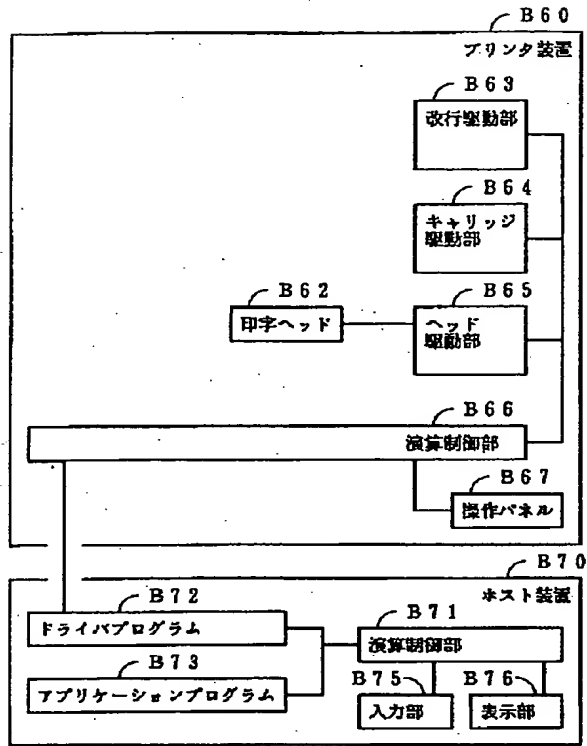 B60
プリンタ装置
B63
改行駆動部
B64
キャリッジ
駆動部
B62
印字ヘッド
B65
ヘッド
駆動部
B66
演算制御部
B67
操作パネル
B70
ホスト装置
B72
ドライバプログラム
B71
演算制御部
B73
アプリケーションプログラム
B75
入力部
B76
表示部